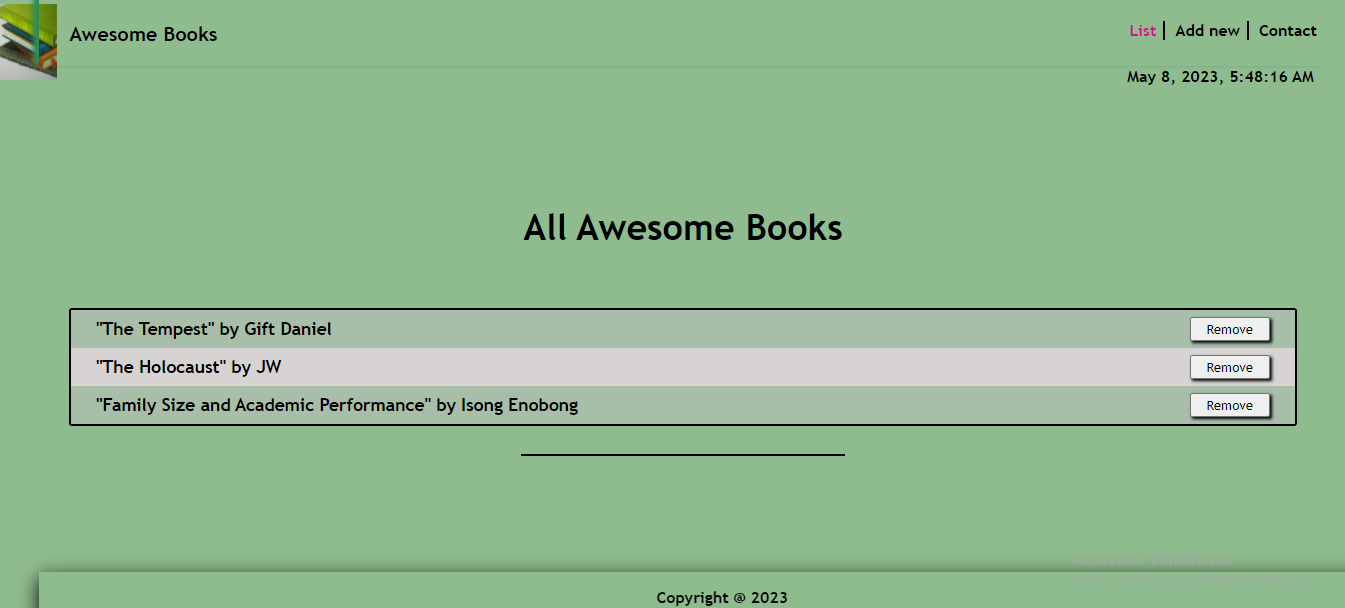 Awesome Books
List
Add new
Contact
May 8, 2023, 5:48:16 AM
All Awesome Books
"The Tempest" by Gift Daniel
Remove
"The Holocaust" by JW
Remove
"Family Size and Academic Performance" by Isong Enobong
Remove
Activate Windows
Copyright @ 2023